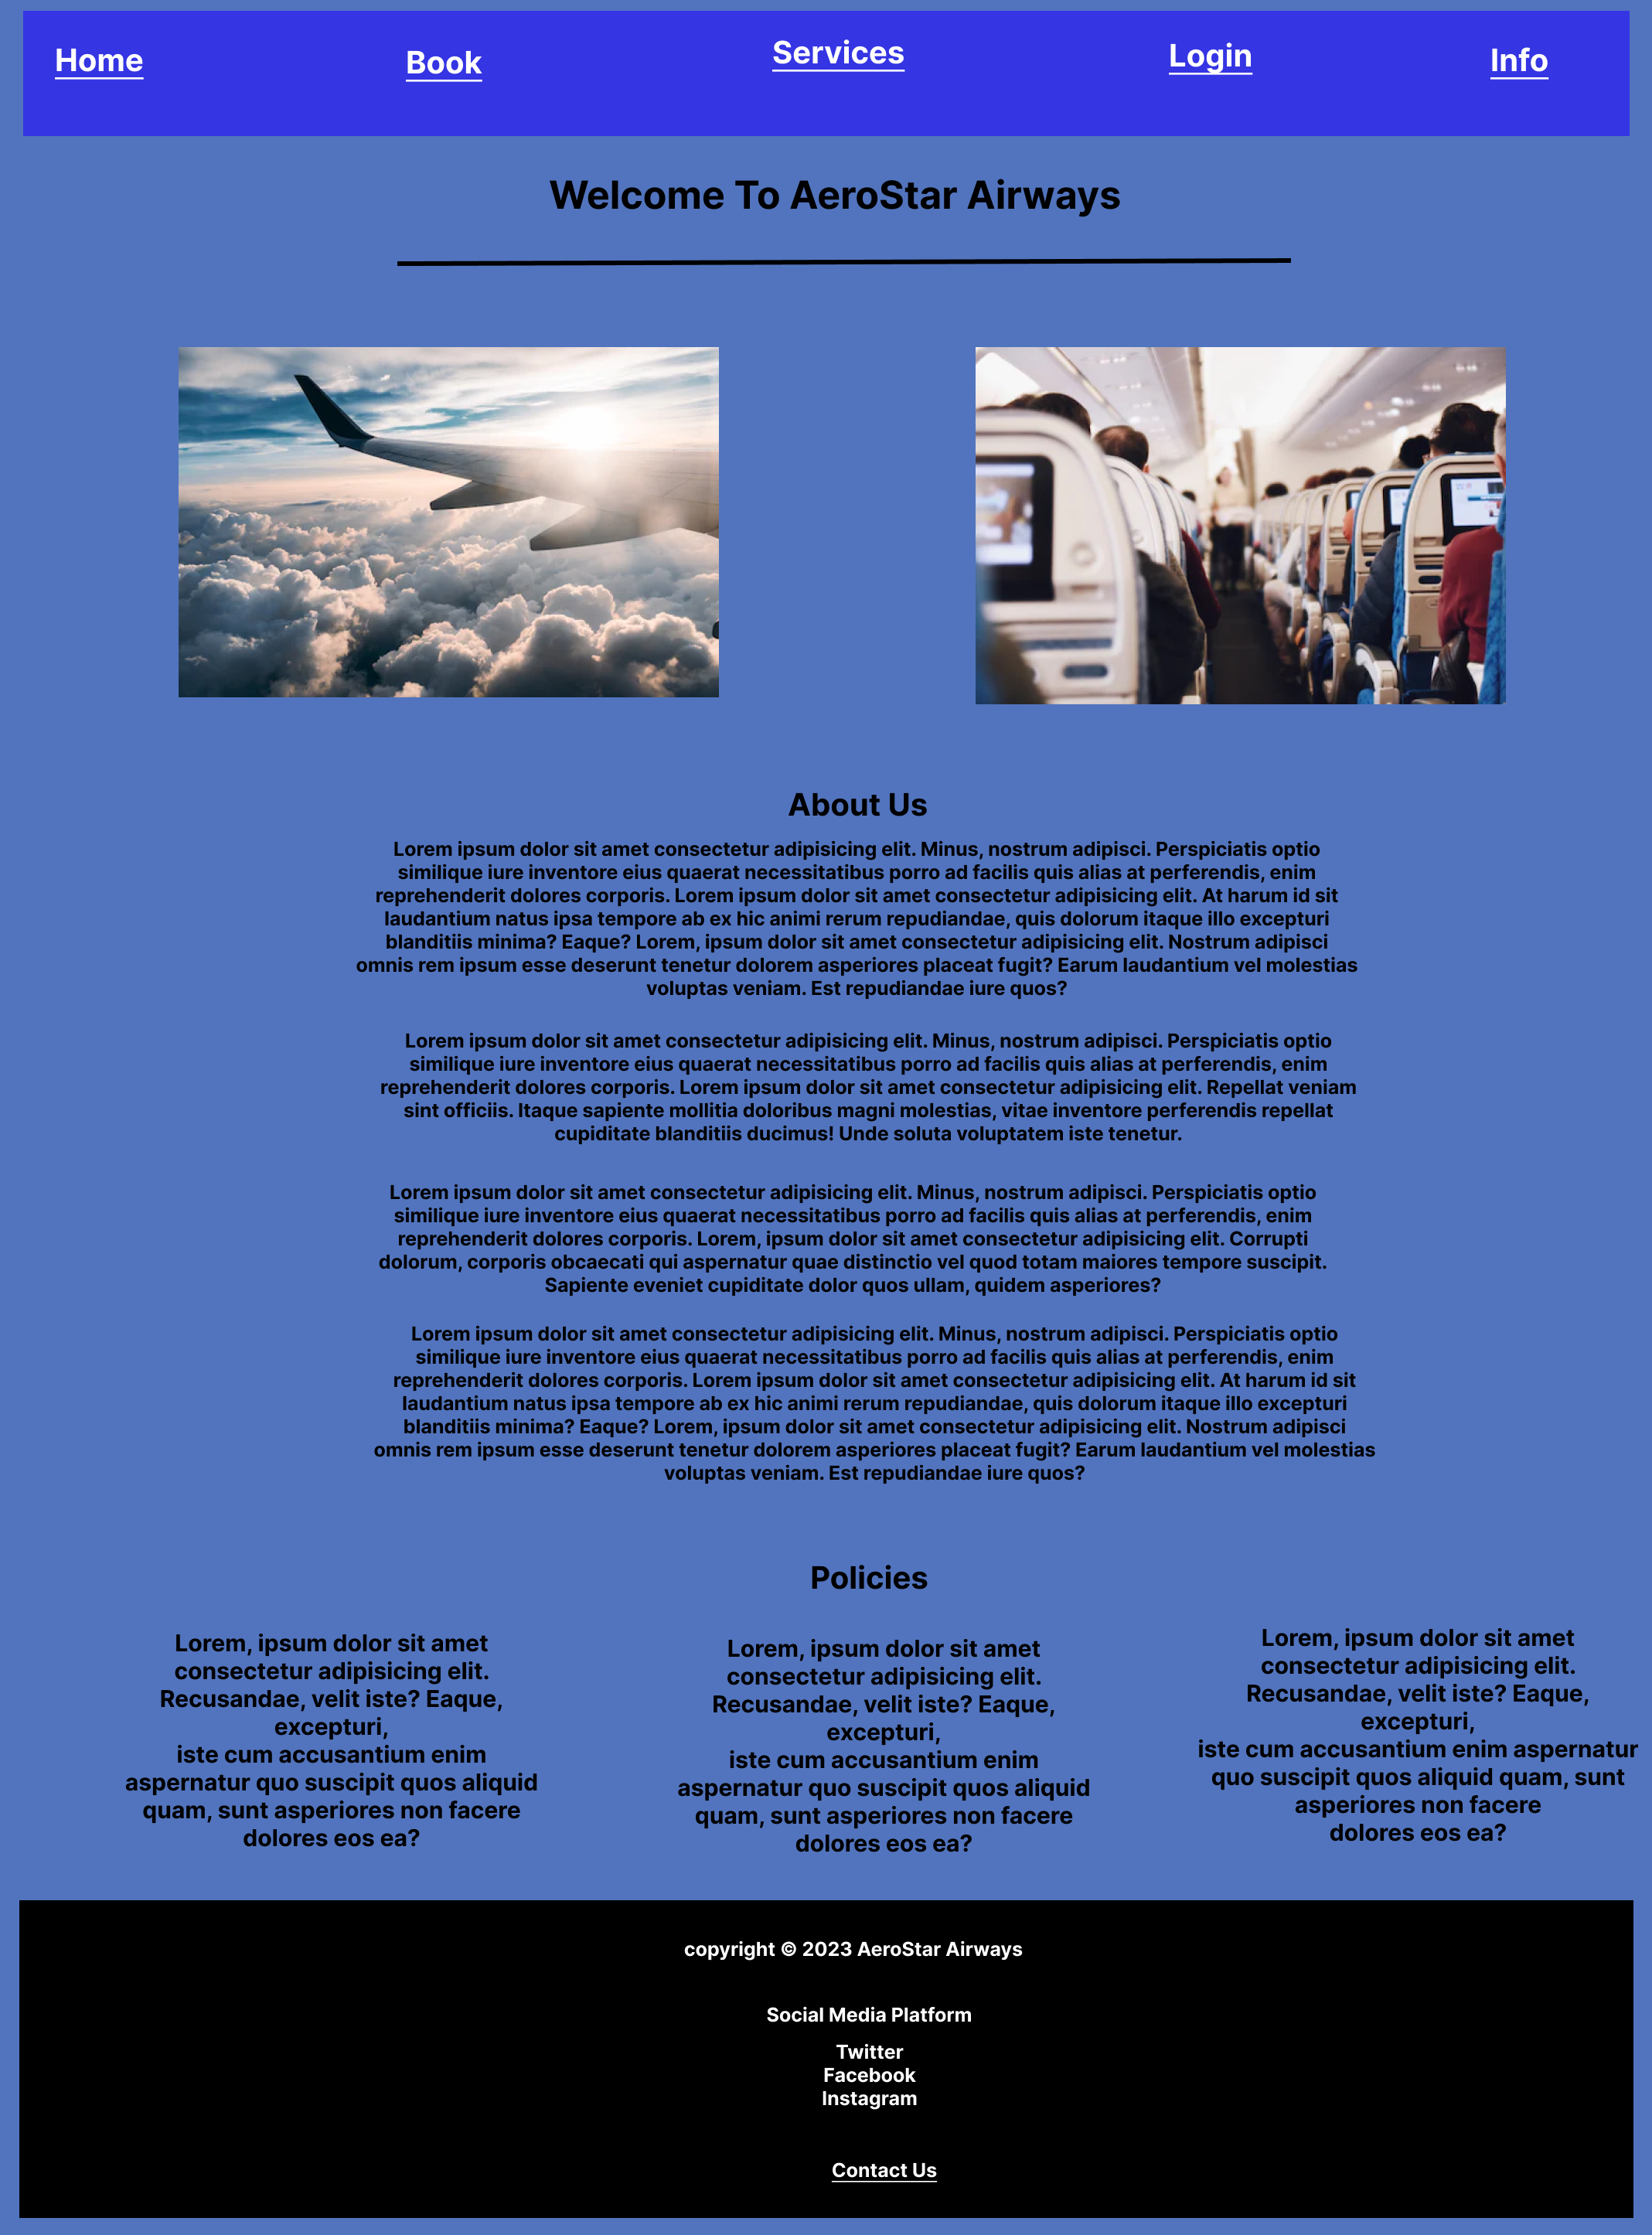 Home
Book
Services
Login
Info
Welcome To AeroStar Airways
About Us
Lorem ipsum dolor sit amet consectetur adipisicing elit. Minus, nostrum adipisci. Perspiciatis optio
similique iure inventore eius quaerat necessitatibus porro ad facilis quis alias at perferendis, enim
reprehenderit dolores corporis. Lorem ipsum dolor sit amet consectetur adipisicing elit. At harum id sit
laudantium natus ipsa tempore ab ex hic animi rerum repudiandae, quis dolorum itaque illo excepturi
blanditiis minima? Eaque? Lorem, ipsum dolor sit amet consectetur adipisicing elit. Nostrum adipisci
omnis rem ipsum esse deserunt tenetur dolorem asperiores placeat fugit? Earum laudantium vel molestias
voluptas veniam. Est repudiandae iure quos?
Lorem ipsum dolor sit amet consectetur adipisicing elit. Minus, nostrum adipisci. Perspiciatis optio
similique iure inventore eius quaerat necessitatibus porro ad facilis quis alias at perferendis, enim
reprehenderit dolores corporis. Lorem ipsum dolor sit amet consectetur adipisicing elit. Repellat veniam
sint officiis. Itaque sapiente mollitia doloribus magni molestias, vitae inventore perferendis repellat
cupiditate blanditiis ducimus! Unde soluta voluptatem iste tenetur.
Lorem ipsum dolor sit amet consectetur adipisicing elit. Minus, nostrum adipisci. Perspiciatis optio
similique iure inventore eius quaerat necessitatibus porro ad facilis quis alias at perferendis, enim
reprehenderit dolores corporis. Lorem, ipsum dolor sit amet consectetur adipisicing elit. Corrupti
dolorum, corporis obcaecati qui aspernatur quae distinctio vel quod totam maiores tempore suscipit.
Sapiente eveniet cupiditate dolor quos ullam, quidem asperiores?
Lorem ipsum dolor sit amet consectetur adipisicing elit. Minus, nostrum adipisci. Perspiciatis optio
similique iure inventore eius quaerat necessitatibus porro ad facilis quis alias at perferendis, enim
reprehenderit dolores corporis. Lorem ipsum dolor sit amet consectetur adipisicing elit. At harum id sit
laudantium natus ipsa tempore ab ex hic animi rerum repudiandae, quis dolorum itaque illo excepturi
blanditiis minima? Eaque? Lorem, ipsum dolor sit amet consectetur adipisicing elit. Nostrum adipisci
omnis rem ipsum esse deserunt tenetur dolorem asperiores placeat fugit? Earum laudantium vel molestias
voluptas veniam. Est repudiandae iure quos?
Policies
Lorem, ipsum dolor sit amet
consectetur adipisicing elit.
Recusandae, velit iste? Eaque,
excepturi,
iste cum accusantium enim
aspernatur quo suscipit quos aliquid
quam, sunt asperiores non facere
dolores eos ea?
Lorem, ipsum dolor sit amet
consectetur adipisicing elit.
Recusandae, velit iste? Eaque,
excepturi,
iste cum accusantium enim
aspernatur quo suscipit quos aliquid
quam, sunt asperiores non facere
dolores eos ea?
Lorem, ipsum dolor sit amet
consectetur adipisicing elit.
Recusandae, velit iste? Eaque,
excepturi,
iste cum accusantium enim aspernatur
quo suscipit quos aliquid quam, sunt
asperiores non facere
dolores eos ea?
copyright © 2023 AeroStar Airways
Social Media Platform
Twitter
Facebook
Instagram
Contact Us